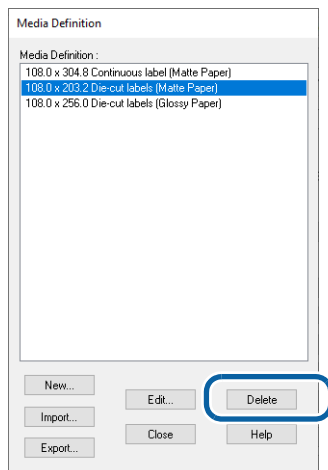 Media Definition
Media Definition :
108.0 x 304.8 Continuous label (Matte Paper)
108.0 x 203.2 Die-cut labels (Matte Paper)
108.0 x 256.0 Die-cut labels (Glossy Paper)
New...
Edit...
Delete
Import...
Close
Help
Export...